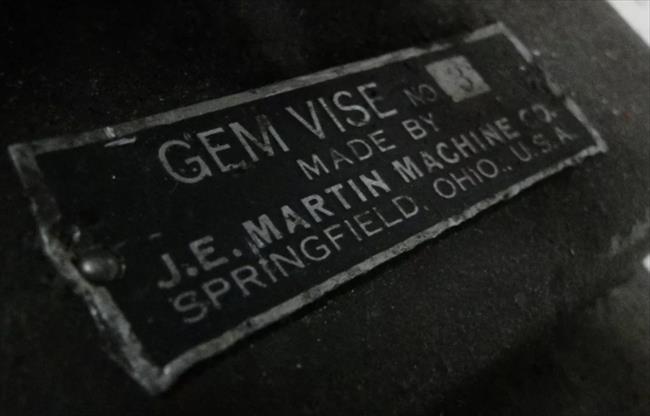 GEM VISE NO 3
MADE BY
J.E. MARTIN MACHINE CO.
SPRINGFIELD, OHIO., U.S.A.